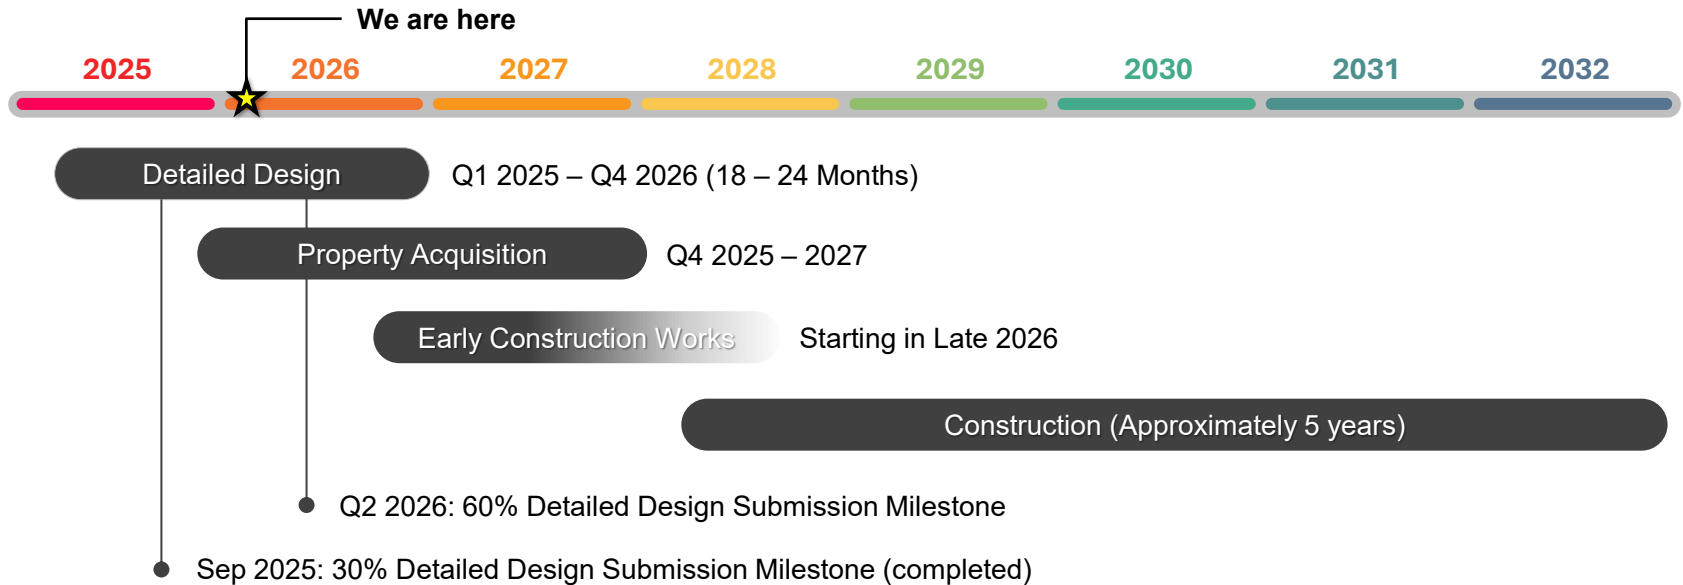 We are here
2025 2026 2027 2028 2029 2030 2031 2032
Detailed Design Q1 2025 – Q4 2026 (18 – 24 Months)
Property Acquisition Q4 2025 – 2027
Early Construction Works Starting in Late 2026
Construction (Approximately 5 years)
Q2 2026: 60% Detailed Design Submission Milestone
Sep 2025: 30% Detailed Design Submission Milestone (completed)